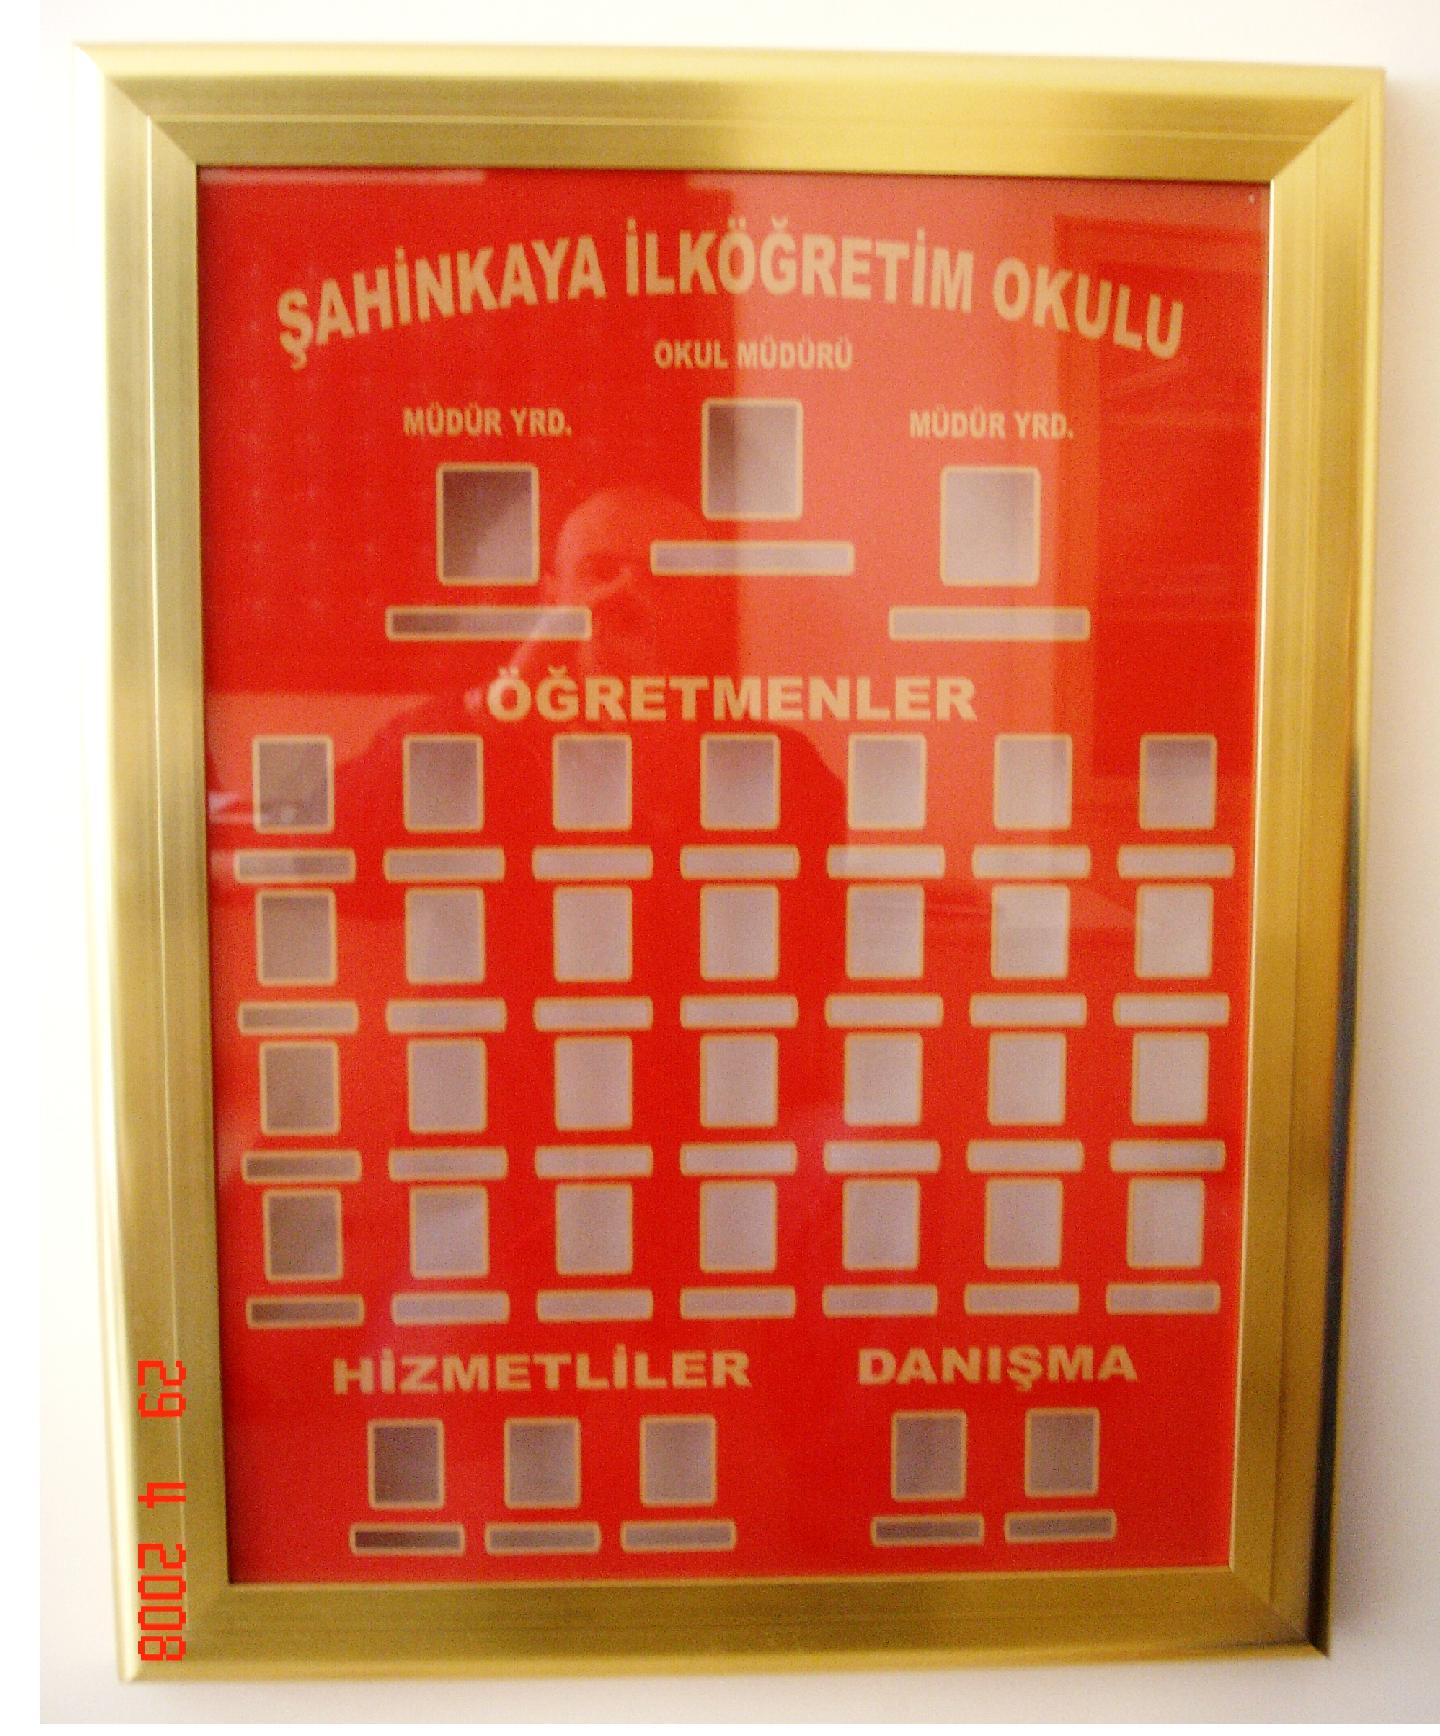 ŞAHİNKAYA İLKÖĞRETİM OKULU
OKUL MÜDÜRÜ
MÜDÜR YRD. MÜDÜR YRD.
ÖĞRETMENLER
HİZMETLİLER DANIŞMA
29 4 2008